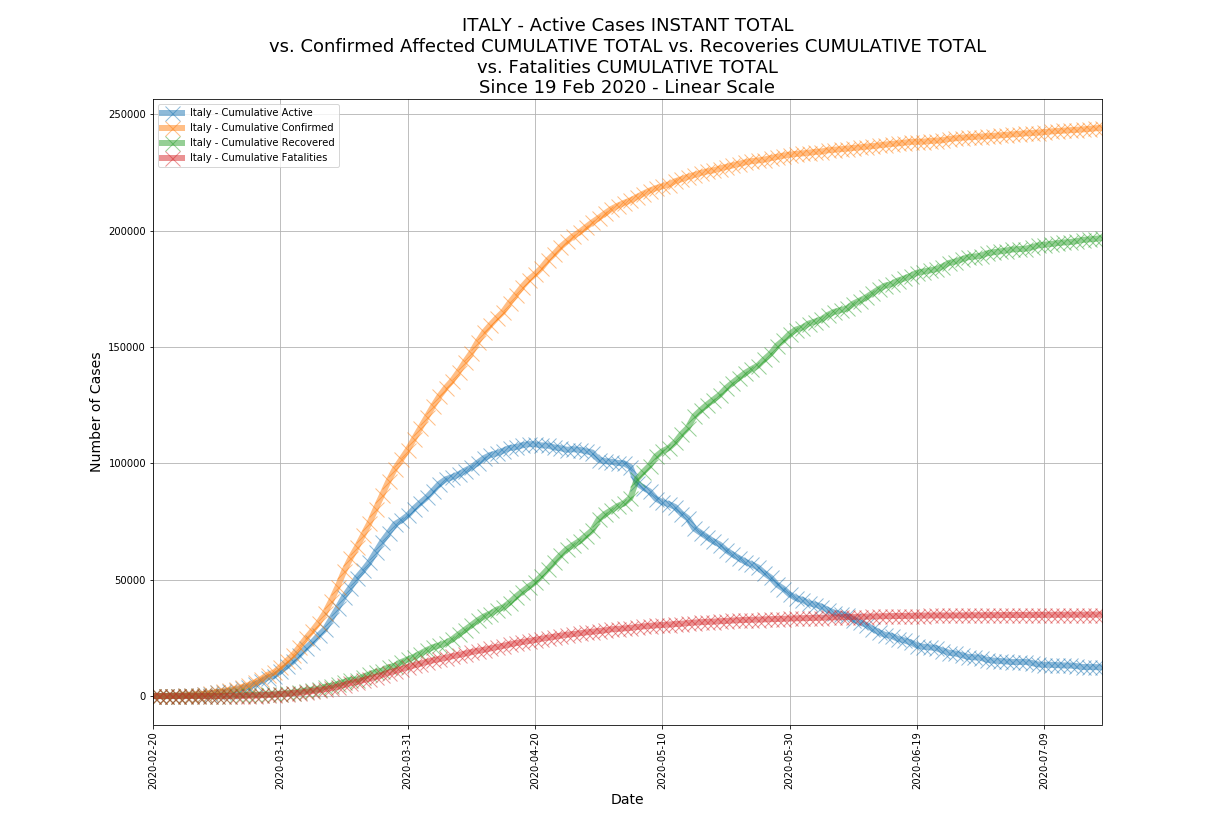 ITALY - Active Cases INSTANT TOTAL
vs. Confirmed Affected CUMULATIVE TOTAL vs. Recoveries CUMULATIVE TOTAL
vs. Fatalities CUMULATIVE TOTAL
Since 19 Feb 2020 - Linear Scale
Italy - Cumulative Active
Italy - Cumulative Confirmed
Italy - Cumulative Recovered
Italy - Cumulative Fatalities
Number of Cases
250000
200000
150000
100000
50000
0
2020-02-20
2020-03-11
2020-03-31
2020-04-20
2020-05-10
2020-05-30
2020-06-19
2020-07-09
Date